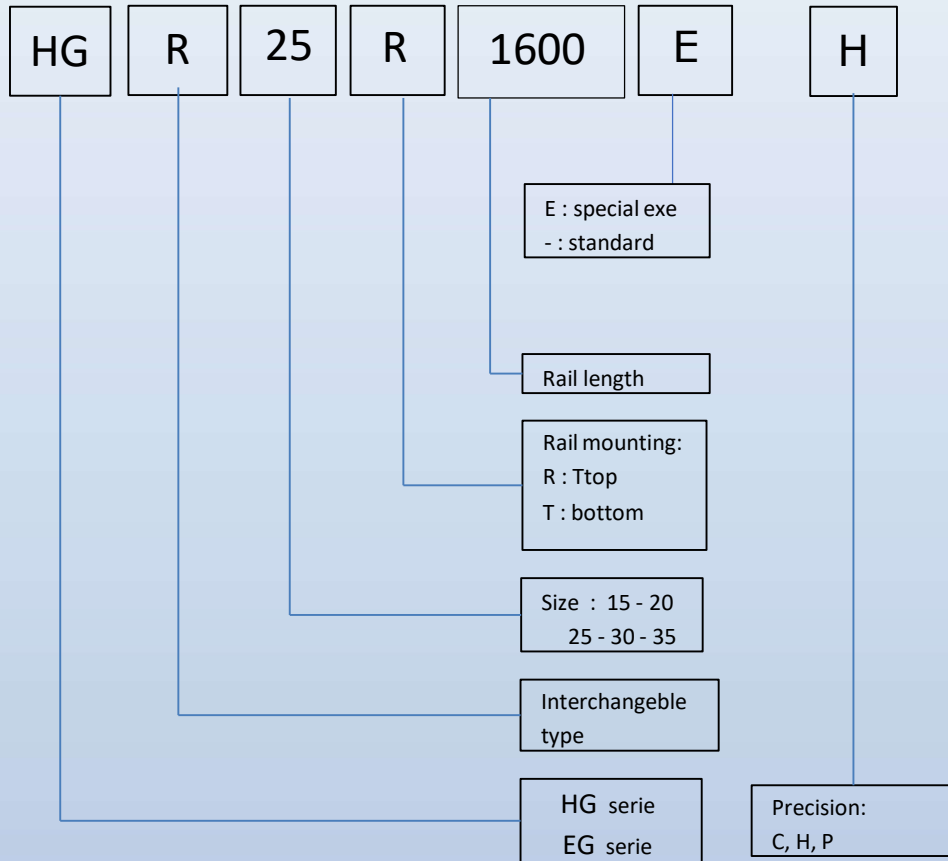 HG R 25 R 1600 E H
E : special exe
- : standard
Rail length
Rail mounting:
R : Ttop
T : bottom
Size : 15 - 20
25 - 30 - 35
Interchangeble
type
HG serie
EG serie
Precision:
C, H, P